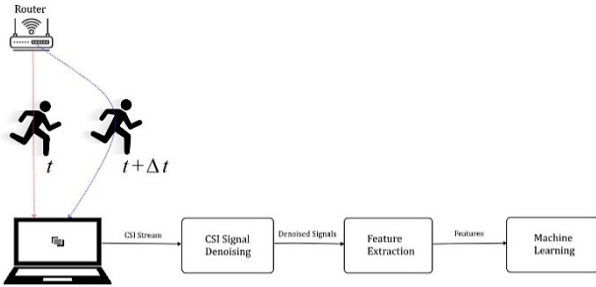 Router
t
t+Δt
CSI Stream
CSI Signal
Denoising
Denoised Signals
Feature
Extraction
Features
Machine
Learning